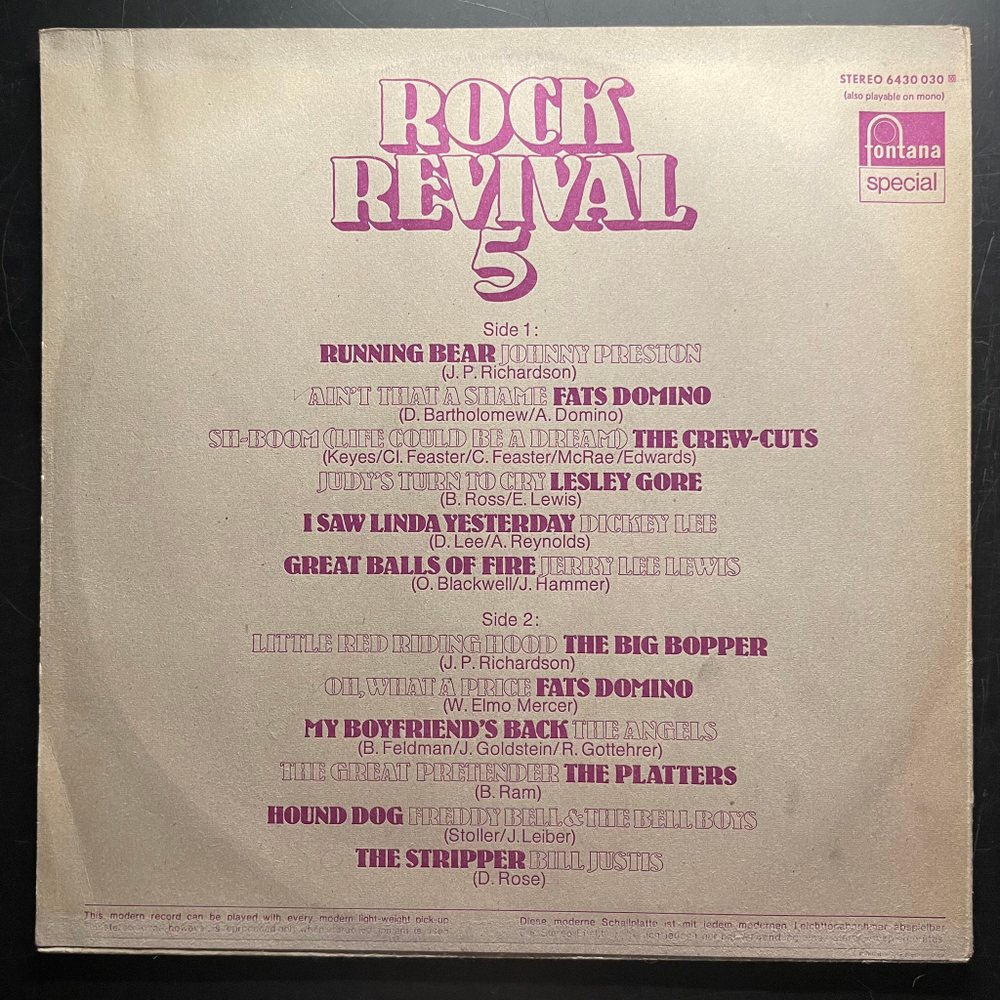 STEREO 6430 030
(also playable on mono)
fontana
special
ROCK
REVIVAL
5
Side 1:
RUNNING BEAR JOHNNY PRESTON
(J. P. Richardson)
AIN'T THAT A SHAME FATS DOMINO
(D. Bartholomew/A. Domino)
SH-BOOM (LIFE COULD BE A DREAM) THE CREW-CUTS
(Keyes/Cl. Feaster/C. Feaster/McRae/Edwards)
JUDY'S TURN TO CRY LESLEY GORE
(B. Ross/E. Lewis)
I SAW LINDA YESTERDAY DICKEY LEE
(D. Lee/A. Reynolds)
GREAT BALLS OF FIRE JERRY LEE LEWIS
(O. Blackwell/J. Hammer)
Side 2:
LITTLE RED RIDING HOOD THE BIG BOPPER
(J. P. Richardson)
OH, WHAT A PRICE FATS DOMINO
(W. Elmo Mercer)
MY BOYFRIEND'S BACK THE ANGELS
(B. Feldman/J. Goldstein/R. Gottehrer)
THE GREAT PRETENDER THE PLATTERS
(B. Ram)
HOUND DOG FREDDY BELL & THE BELL BOYS
(Stoller/J. Leiber)
THE STRIPPER BILL JUSTIS
(D. Rose)
This modern record can be played with every modern light-weight pick-up
Diese moderne Schallplatte ist mit jedem modernen Leichttonabnehmer abspielbar